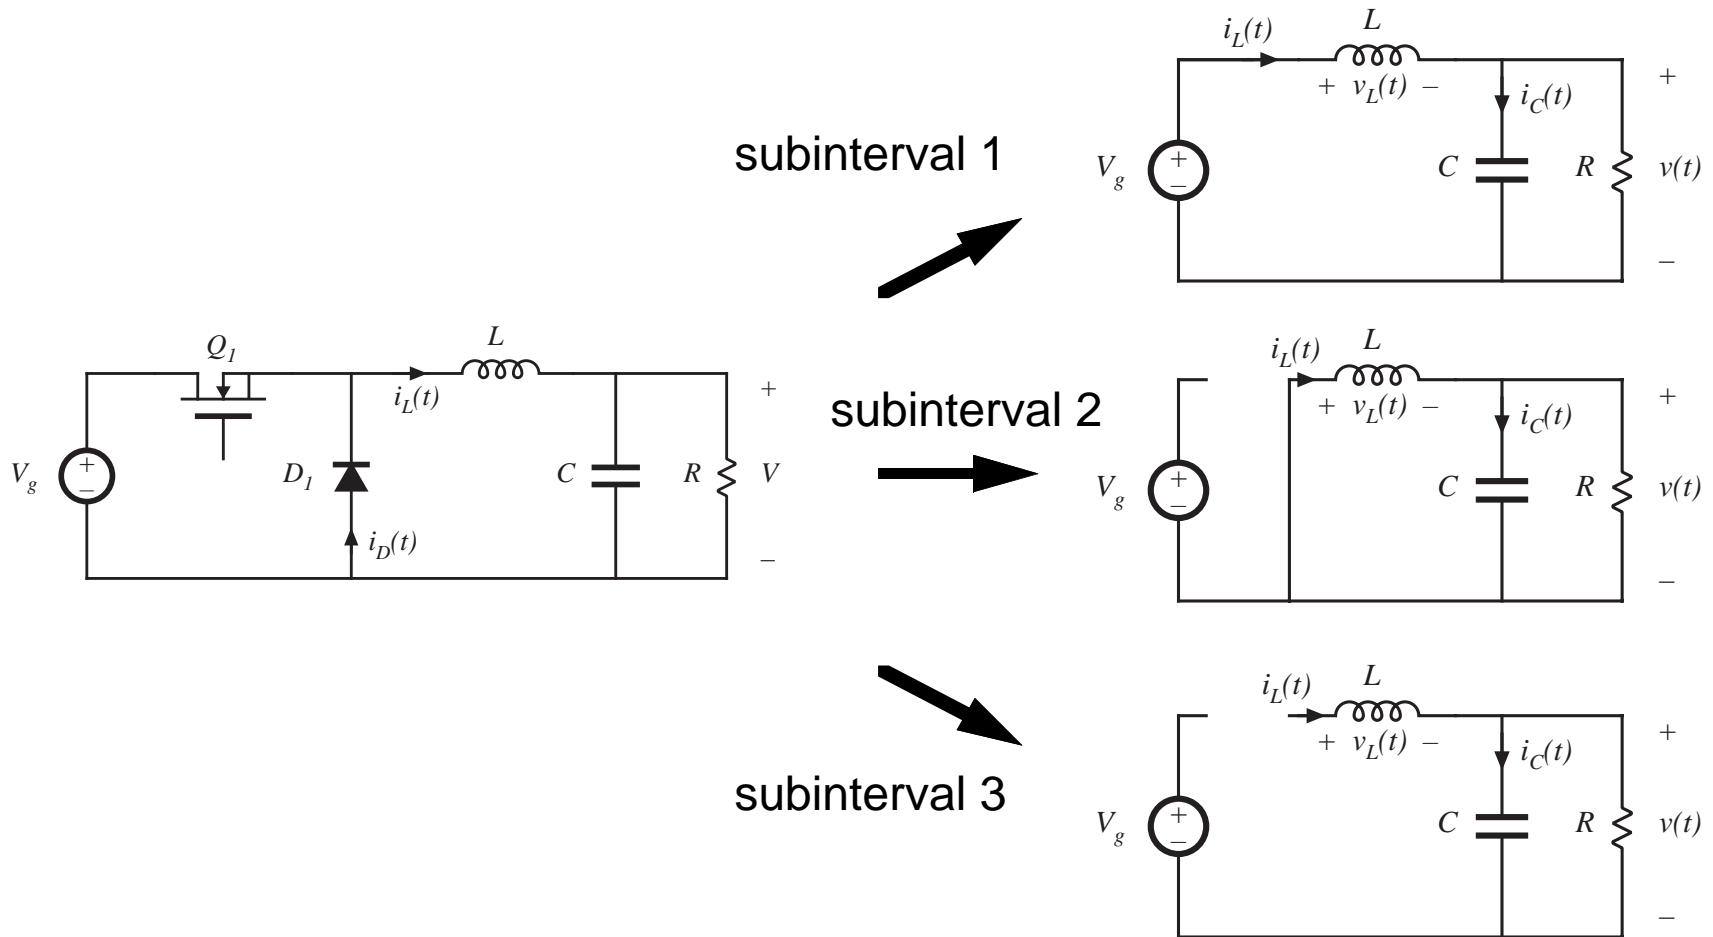 Q1
L
iL(t)
+
Vg
+
–
D1
C
R
V
iD(t)
–
subinterval 1
iL(t)
L
+ vL(t) –
iC(t)
+
Vg
+
–
C
R
v(t)
–
subinterval 2
iL(t)
L
+ vL(t) –
iC(t)
+
Vg
+
–
C
R
v(t)
–
subinterval 3
iL(t)
L
+ vL(t) –
iC(t)
+
Vg
+
–
C
R
v(t)
–